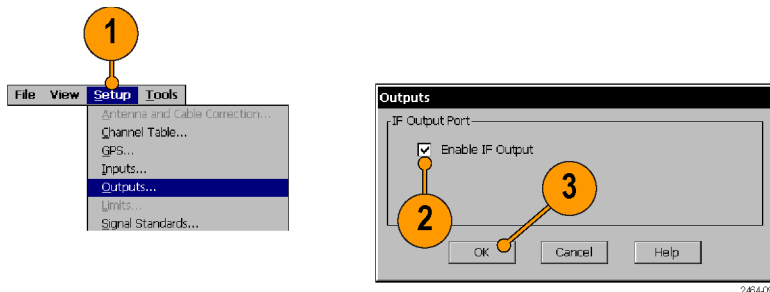 1
File View Setup Tools
Antenna and Cable Correction...
Channel Table...
GPS...
Inputs...
Outputs...
Limits...
Signal Standards...
Outputs
IF Output Port
Enable IF Output
2
3
OK Cancel Help